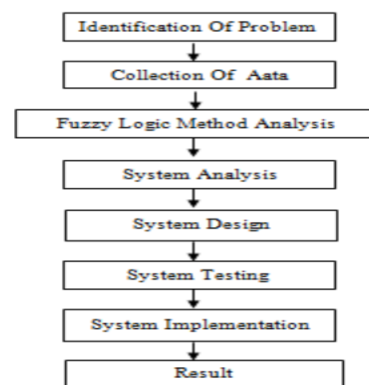 Identification Of Problem
Collection Of Aata
Fuzzy Logic Method Analysis
System Analysis
System Design
System Testing
System Implementation
Result